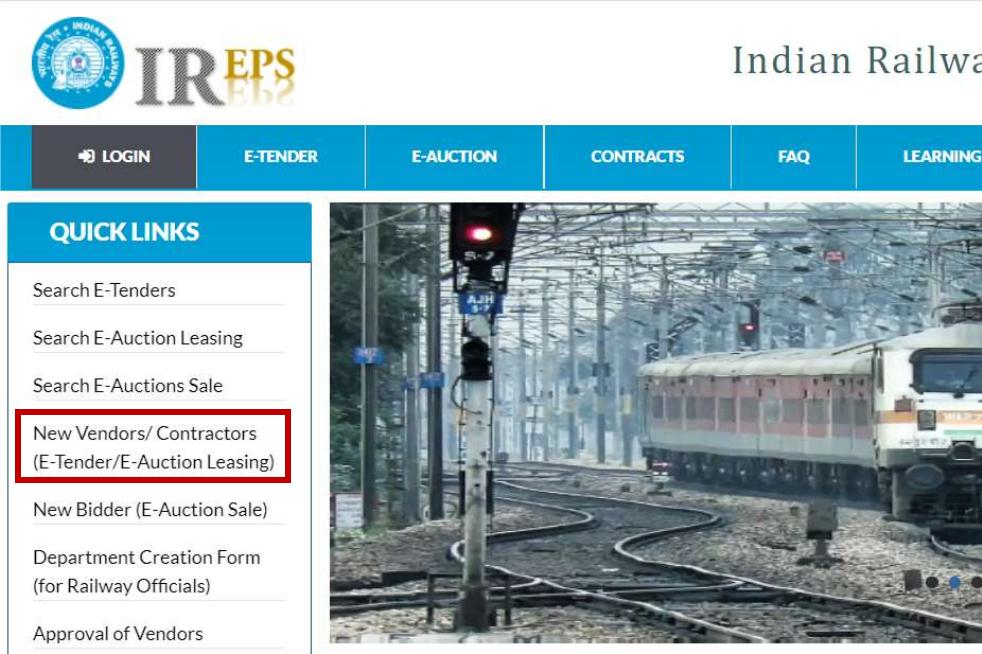 INDIAN RAILWAYS
IREPS
Indian Railwa
LOGIN
E-TENDER
E-AUCTION
CONTRACTS
FAQ
LEARNING
QUICK LINKS
Search E-Tenders
Search E-Auction Leasing
Search E-Auctions Sale
New Vendors/ Contractors
(E-Tender/E-Auction Leasing)
New Bidder (E-Auction Sale)
Department Creation Form
(for Railway Officials)
Approval of Vendors
S-7
AJH